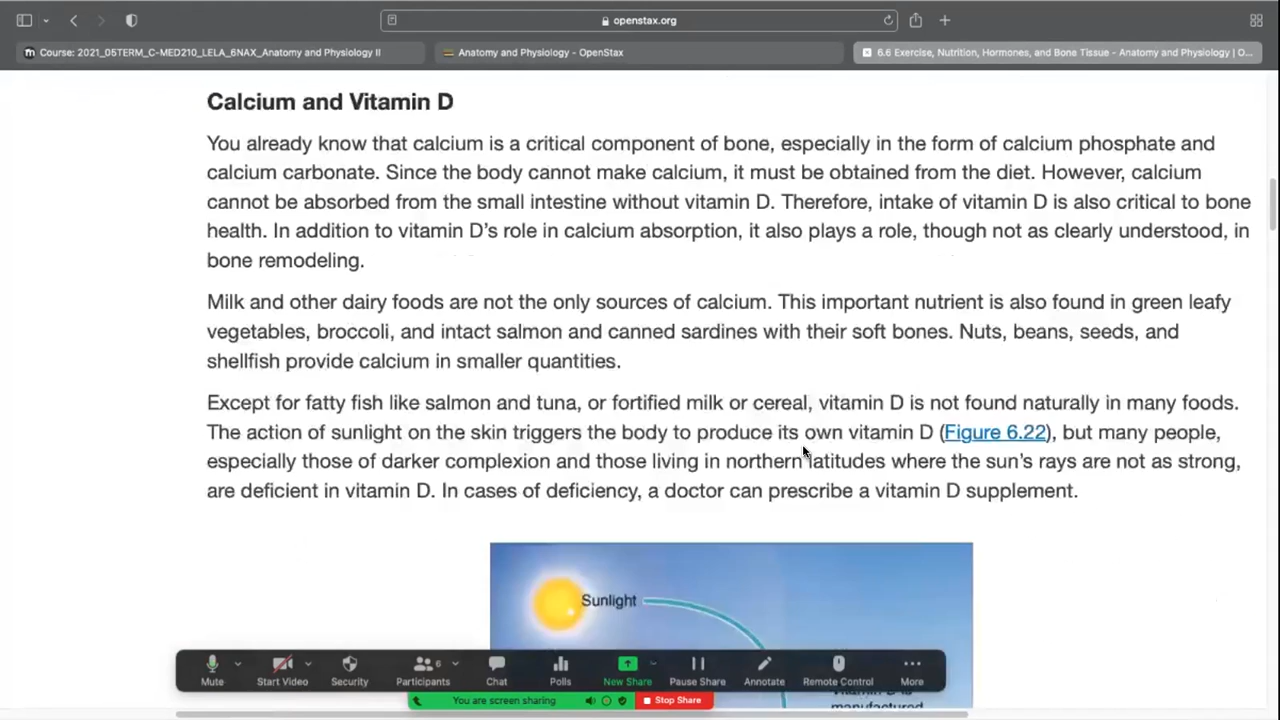 openstax.org
Course: 2021_05TERM_C-MED210_LELA_6NAX_Anatomy and Physiology II
Anatomy and Physiology - OpenStax
6.6 Exercise, Nutrition, Hormones, and Bone Tissue - Anatomy and Physiology | O...
Calcium and Vitamin D
You already know that calcium is a critical component of bone, especially in the form of calcium phosphate and
calcium carbonate. Since the body cannot make calcium, it must be obtained from the diet. However, calcium
cannot be absorbed from the small intestine without vitamin D. Therefore, intake of vitamin D is also critical to bone
health. In addition to vitamin D's role in calcium absorption, it also plays a role, though not as clearly understood, in
bone remodeling.
Milk and other dairy foods are not the only sources of calcium. This important nutrient is also found in green leafy
vegetables, broccoli, and intact salmon and canned sardines with their soft bones. Nuts, beans, seeds, and
shellfish provide calcium in smaller quantities.
Except for fatty fish like salmon and tuna, or fortified milk or cereal, vitamin D is not found naturally in many foods.
The action of sunlight on the skin triggers the body to produce its own vitamin D (Figure 6.22), but many people,
especially those of darker complexion and those living in northern latitudes where the sun's rays are not as strong,
are deficient in vitamin D. In cases of deficiency, a doctor can prescribe a vitamin D supplement.
Sunlight
6
Mute Start Video Security Participants Chat Polls New Share Pause Share Annotate Remote Control More
You are screen sharing Stop Share
manufactured